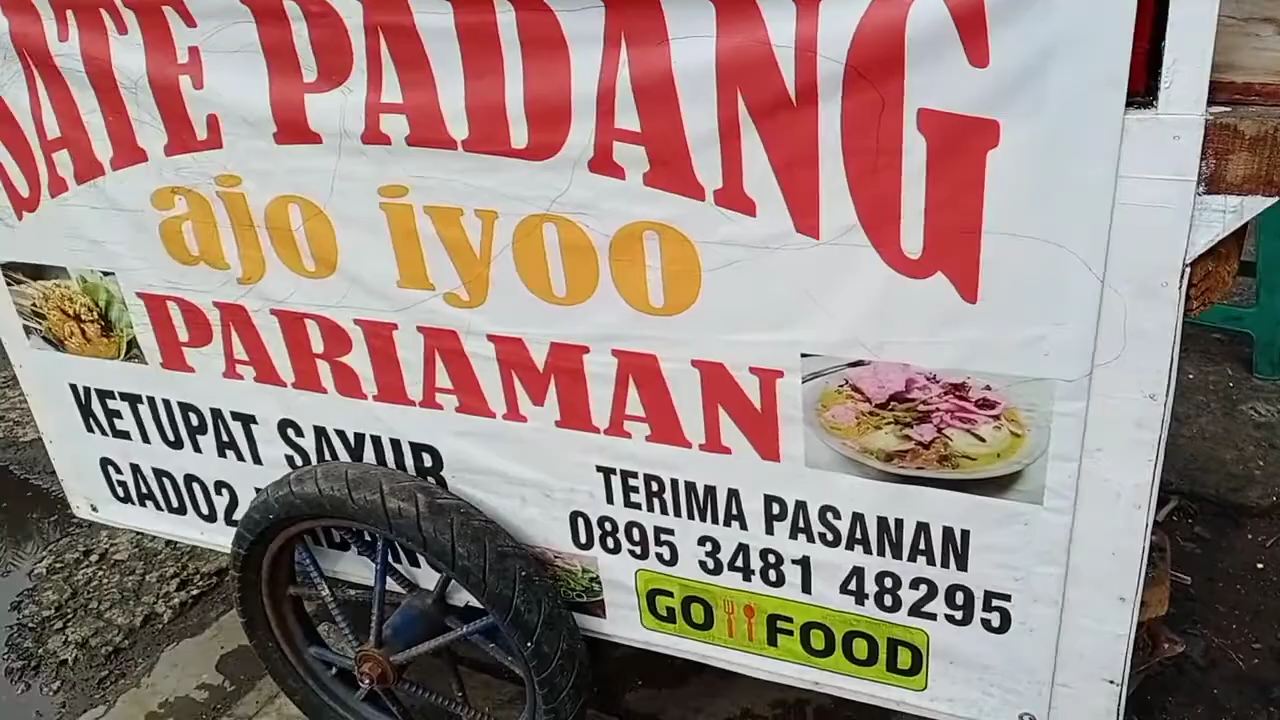 SATE PADANG
ajo iyoo
PARIAMAN
KETUPAT SAYUR
GADO2
TERIMA PASANAN
0895 3481 48295
GO FOOD